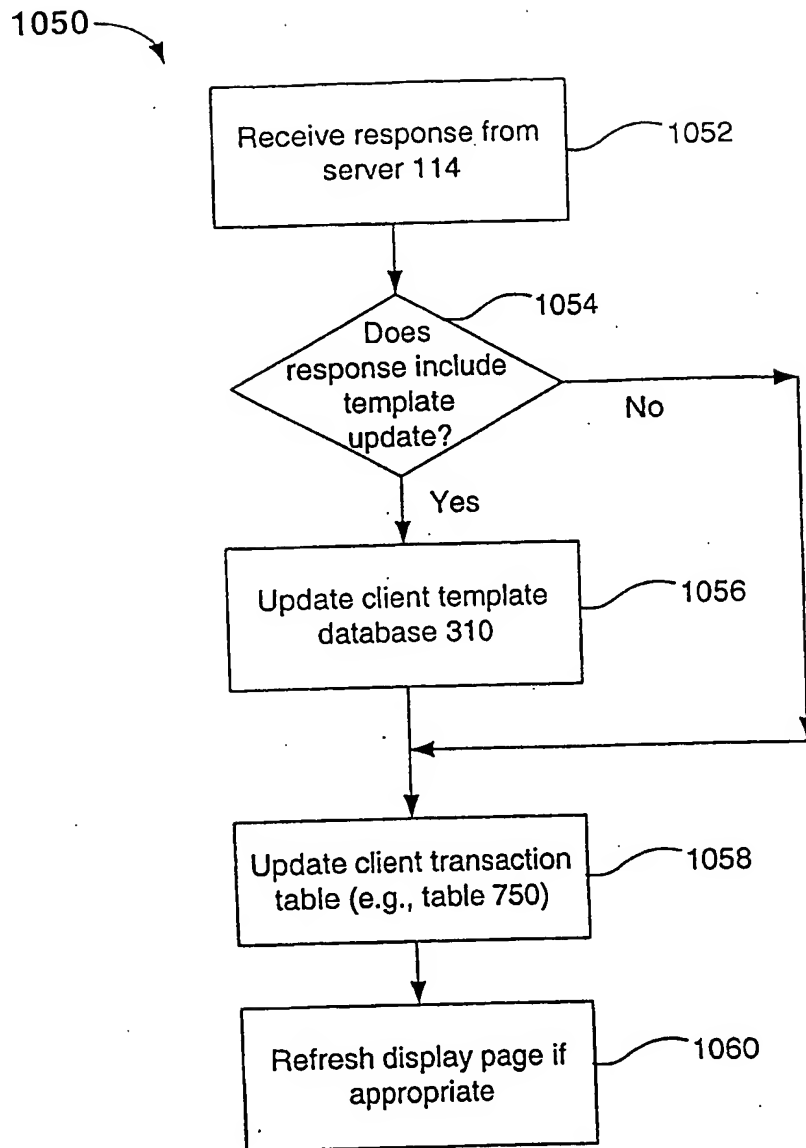 1050
Receive response from
server 114
1052
1054
Does
response include
template
update?
No
Yes
Update client template
database 310
1056
Update client transaction
table (e.g., table 750)
1058
Refresh display page if
appropriate
1060